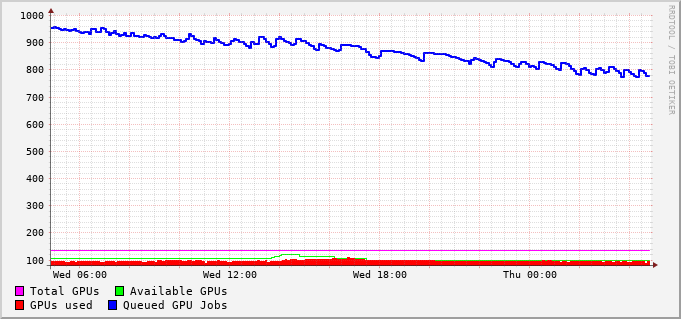 1000
900
800
700
600
500
400
300
200
100
Wed 06:00 Wed 12:00 Wed 18:00 Thu 00:00
Total GPUs Available GPUs
GPUs used Queued GPU Jobs
RRDTOOL / TOBI OETIKER